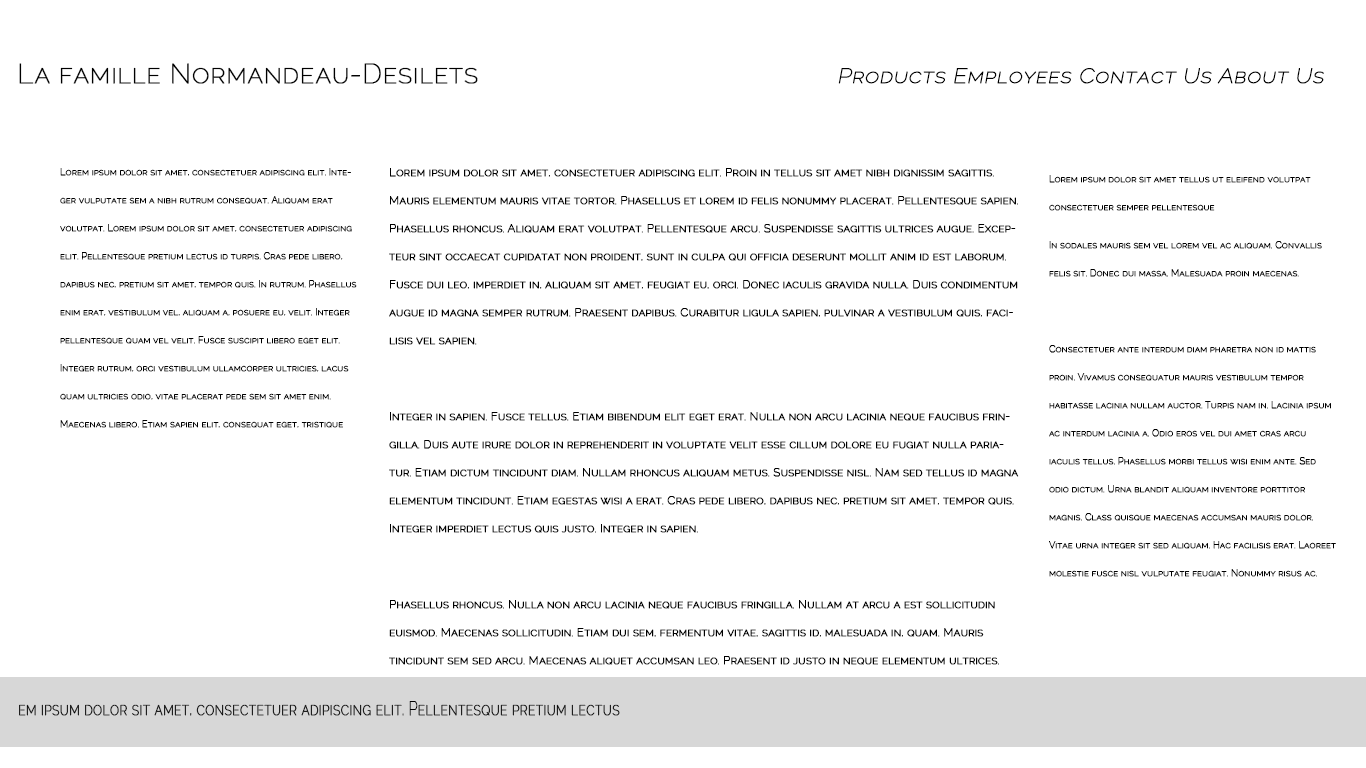 La famille Normandeau-Desilets
Products Employees Contact Us About Us
Lorem ipsum dolor sit amet, consectetuer adipiscing elit. Inte-
ger vulputate sem a nibh rutrum consequat. Aliquam erat
volutpat. Lorem ipsum dolor sit amet, consectetuer adipiscing
elit. Pellentesque pretium lectus id turpis. Cras pede libero,
dapibus nec, pretium sit amet, tempor quis. In rutrum. Phasellus
enim erat, vestibulum vel, aliquam a, posuere eu, velit. Integer
pellentesque quam vel velit. Fusce suscipit libero eget elit.
Integer rutrum, orci vestibulum ullamcorper ultricies, lacus
quam ultricies odio, vitae placerat pede sem sit amet enim.
Maecenas libero. Etiam sapien elit, consequat eget, tristique
Lorem ipsum dolor sit amet, consectetuer adipiscing elit. Proin in tellus sit amet nibh dignissim sagittis.
Mauris elementum mauris vitae tortor. Phasellus et lorem id felis nonummy placerat. Pellentesque sapien.
Phasellus rhoncus. Aliquam erat volutpat. Pellentesque arcu. Suspendisse sagittis ultrices augue. Excep-
teur sint occaecat cupidatat non proident, sunt in culpa qui officia deserunt mollit anim id est laborum.
Fusce dui leo, imperdiet in, aliquam sit amet, feugiat eu, orci. Donec iaculis gravida nulla. Duis condimentum
augue id magna semper rutrum. Praesent dapibus. Curabitur ligula sapien, pulvinar a vestibulum quis, faci-
lisis vel sapien.
Integer in sapien. Fusce tellus. Etiam bibendum elit eget erat. Nulla non arcu lacinia neque faucibus frin-
gilla. Duis aute irure dolor in reprehenderit in voluptate velit esse cillum dolore eu fugiat nulla paria-
tur. Etiam dictum tincidunt diam. Nullam rhoncus aliquam metus. Suspendisse nisl. Nam sed tellus id magna
elementum tincidunt. Etiam egestas wisi a erat. Cras pede libero, dapibus nec, pretium sit amet, tempor quis.
Integer imperdiet lectus quis justo. Integer in sapien.
Phasellus rhoncus. Nulla non arcu lacinia neque faucibus fringilla. Nullam at arcu a est sollicitudin
euismod. Maecenas sollicitudin. Etiam dui sem, fermentum vitae, sagittis id, malesuada in, quam. Mauris
tincidunt sem sed arcu. Maecenas aliquet accumsan leo. Praesent id justo in neque elementum ultrices.
Lorem ipsum dolor sit amet tellus ut eleifend volutpat
consectetuer semper pellentesque
In sodales mauris sem vel lorem vel ac aliquam. Convallis
felis sit. Donec dui massa. Malesuada proin maecenas.
Consectetuer ante interdum diam pharetra non id mattis
proin. Vivamus consequatur mauris vestibulum tempor
habitasse lacinia nullam auctor. Turpis nam in. Lacinia ipsum
ac interdum lacinia a. Odio eros vel dui amet cras arcu
iaculis tellus. Phasellus morbi tellus wisi enim ante. Sed
odio dictum. Urna blandit aliquam inventore porttitor
magnis. Class quisque maecenas accumsan mauris dolor.
Vitae urna integer sit sed aliquam. Hac facilisis erat. Laoreet
molestie fusce nisl vulputate feugiat. Nonummy risus ac.
em ipsum dolor sit amet, consectetuer adipiscing elit. Pellentesque pretium lectus